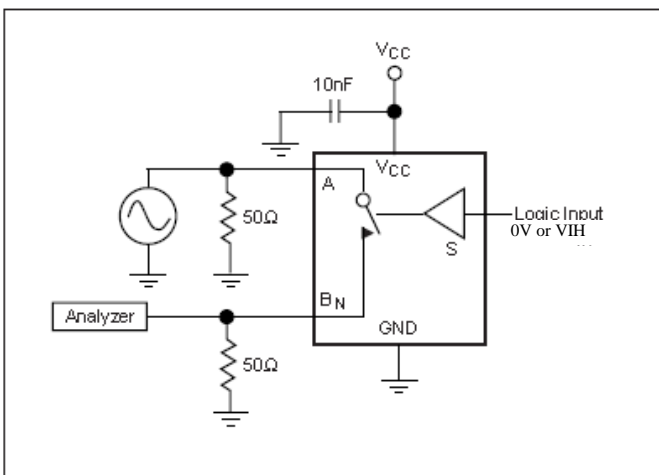 VCC
10nF
VCC
A
50Ω
Logic Input
0V or VIH
S
BN
Analyzer
GND
50Ω